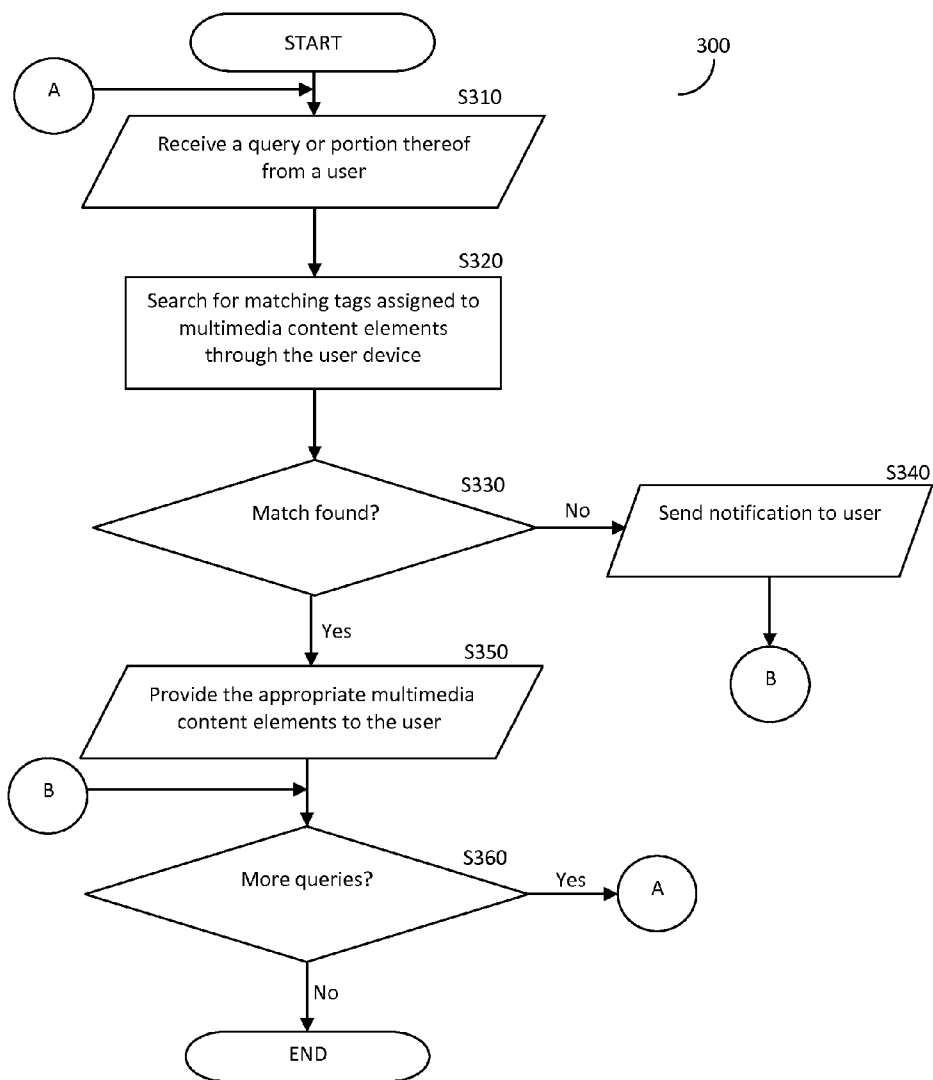 START
300
A
S310
Receive a query or portion thereof
from a user
S320
Search for matching tags assigned to
multimedia content elements
through the user device
S330
Match found?
No
S340
Send notification to user
Yes
B
S350
Provide the appropriate multimedia
content elements to the user
B
S360
More queries?
Yes
A
No
END